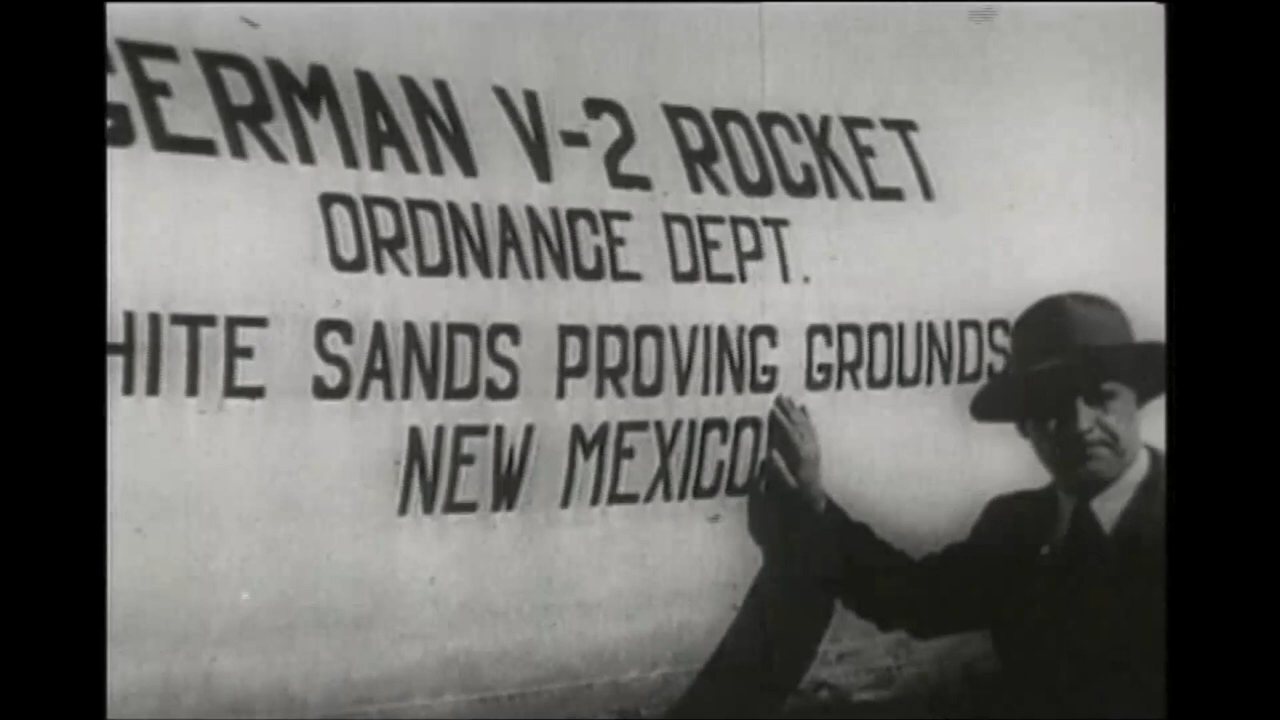 GERMAN V-2 ROCKET
ORDNANCE DEPT.
HITE SANDS PROVING GROUNDS
NEW MEXICO